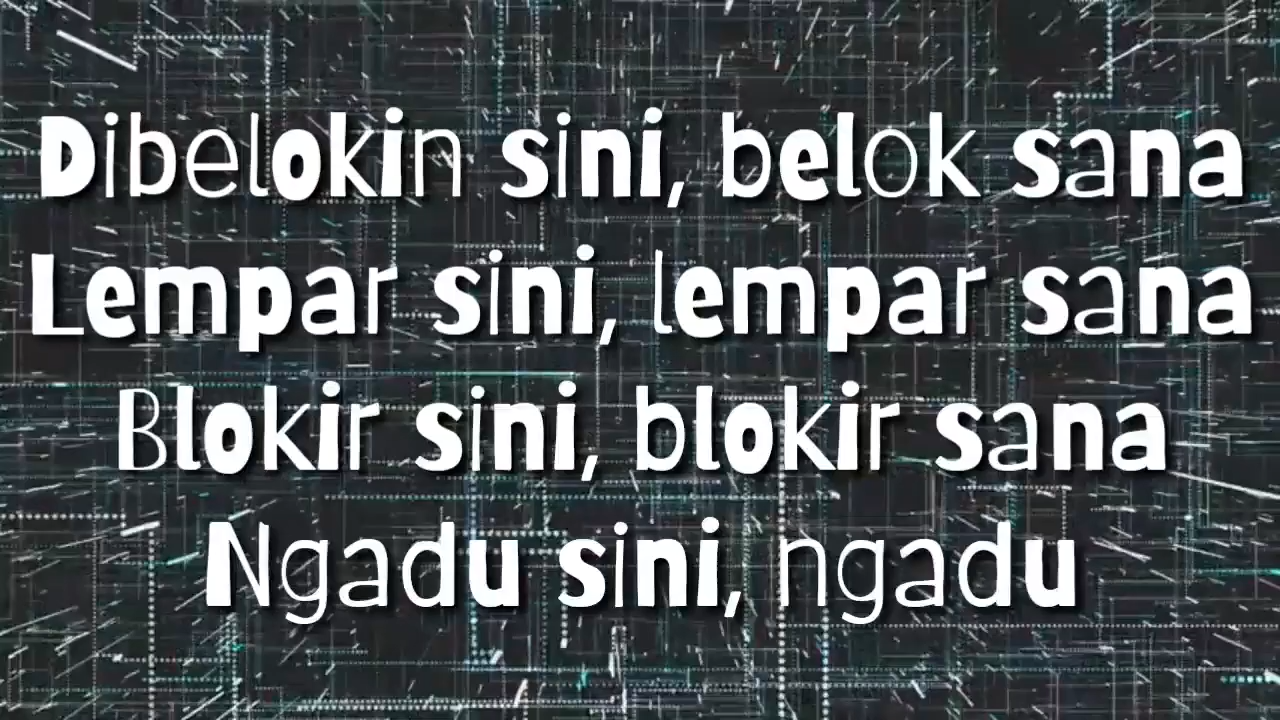 Dibelokin sini, belok sana
Lempar sini, lempar sana
Blokir sini, blokir sana
Ngadu sini, ngadu